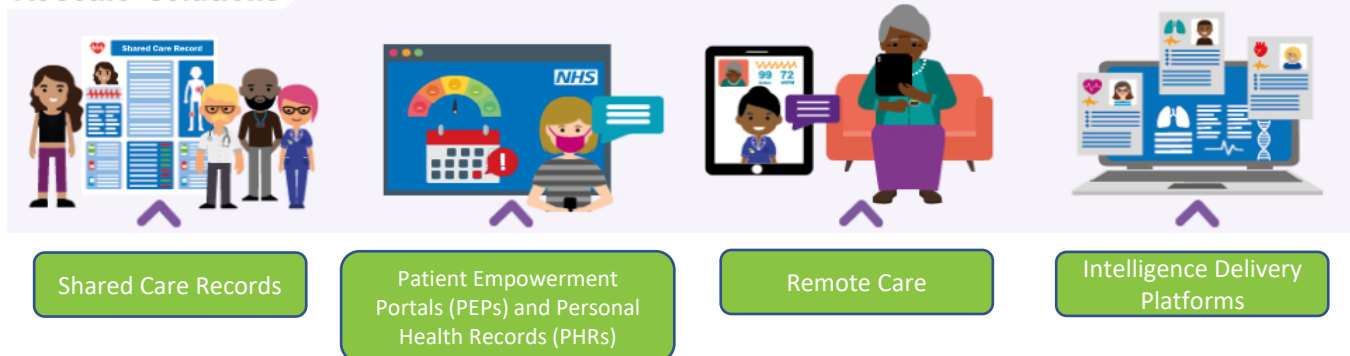 Shared Care Record
NHS
99 72
Shared Care Records
Patient Empowerment
Portals (PEPs) and Personal
Health Records (PHRs)
Remote Care
Intelligence Delivery
Platforms